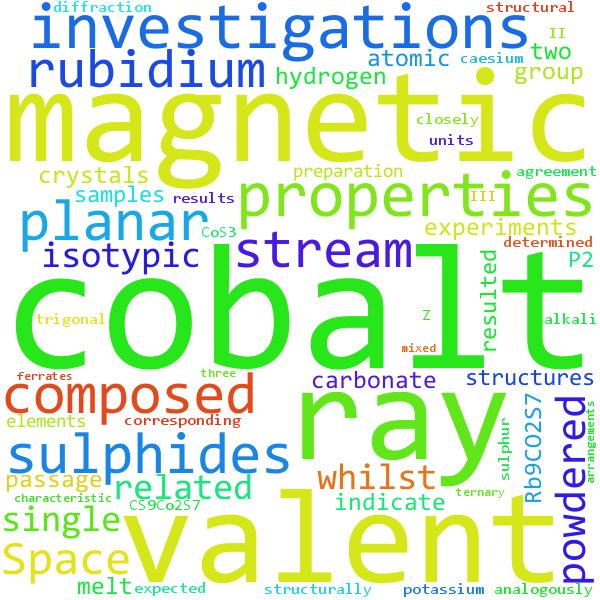 diffraction
structural
investigations
II
two
rubidium
atomic
caesium
hydrogen
group
magnetic
closely
units
crystals
preparation
agreement
samples
results
properties
III
planar
CoS3
experiments
isotypic
stream
determined
P2
resulted
cobalt
trigonal
Z
alkali
mixed
ferrates
three
composed
carbonate
structures
ray
elements
corresponding
Rb9CO2S7
powdered
arrangements
sulphur
sulphides
whilst
passage
related
characteristic
CS9Co2S7
indicate
ternary
single
valent
Space
melt
expected
structurally
potassium
analogously